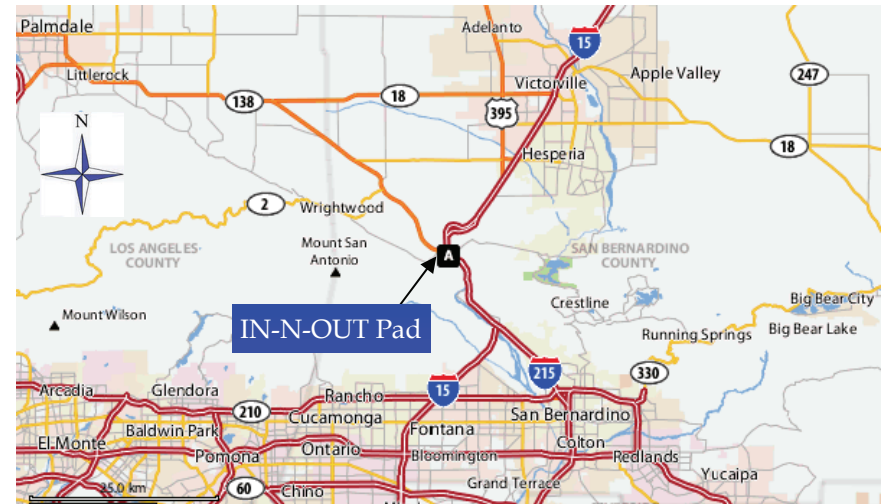 Palmdale
Adelanto
15
Littlerock
Victorville
Apple Valley
247
138
18
395
N
Hesperia
18
2
Wrightwood
LOS ANGELES
COUNTY
Mount San
Antonio
A
SAN BERNARDINO
COUNTY
Crestline
Big Bear City
Mount Wilson
IN-N-OUT Pad
Running Springs
Big Bear Lake
215
330
Arcadia
Glendora
Rancho
Cucamonga
15
210
San Bernardino
Baldwin Park
Fontana
El Monte
Pomona
Ontario
Bloomington
Colton
Redlands
25.0 km
60
Chino
Grand Terrace
Yucaipa